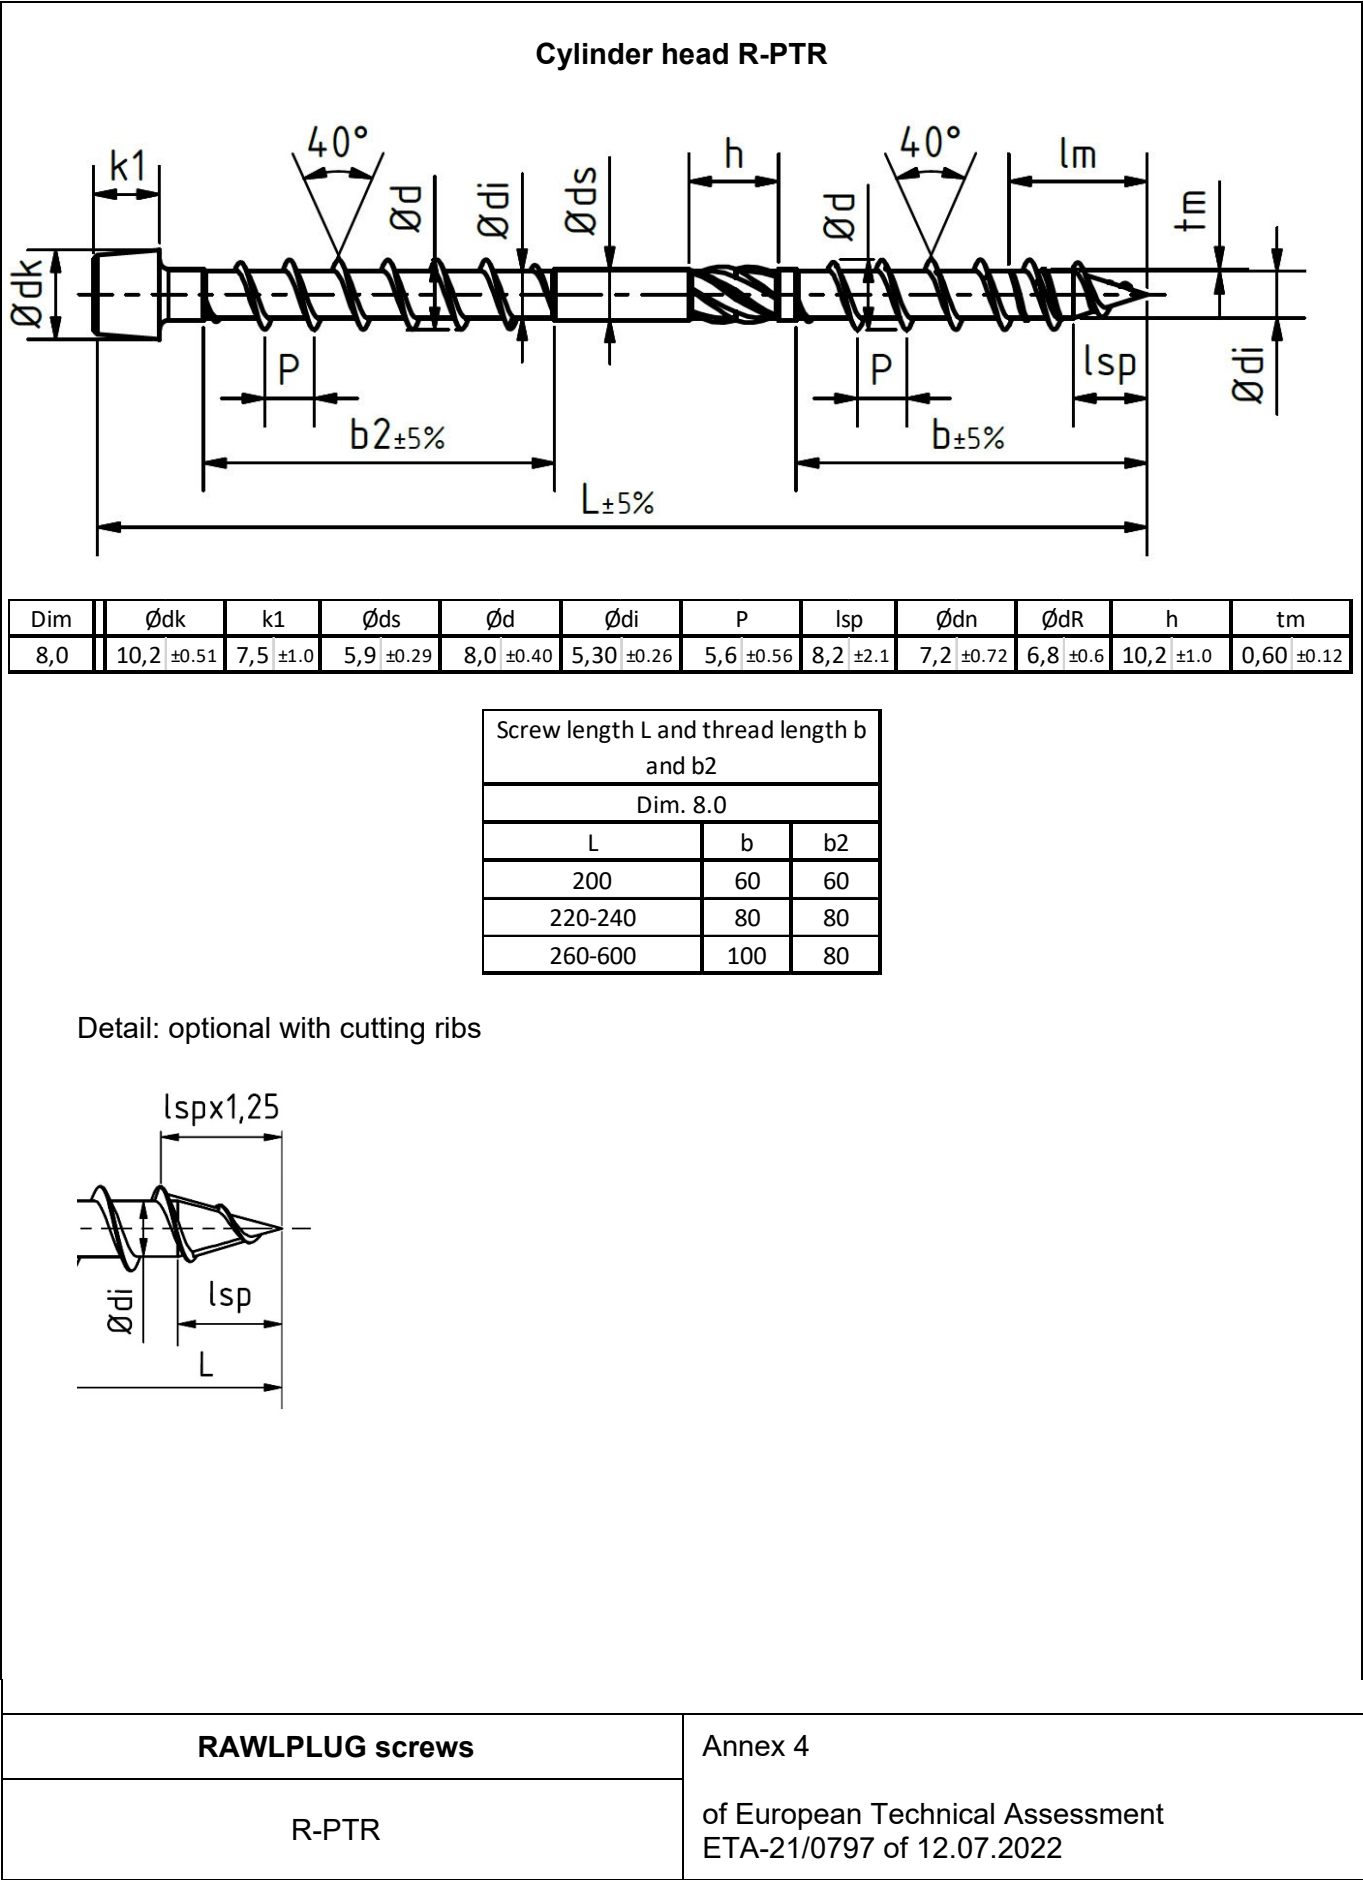 Cylinder head R-PTR
k1
40°
Ød
Ødi
Øds
h
Ød
40°
lm
tm
Ødk
P
P
lsp
Ødi
b2±5%
b±5%
L±5%
Dim Ødk k1 Øds Ød Ødi P lsp Ødn ØdR h tm
8,0 10,2 ±0.51 7,5 ±1.0 5,9 ±0.29 8,0 ±0.40 5,30 ±0.26 5,6 ±0.56 8,2 ±2.1 7,2 ±0.72 6,8 ±0.6 10,2 ±1.0 0,60 ±0.12
Screw length L and thread length b
and b2
Dim. 8.0
L b b2
200 60 60
220-240 80 80
260-600 100 80
Detail: optional with cutting ribs
lspx1,25
Ødi
lsp
L
RAWLPLUG screws
R-PTR
Annex 4
of European Technical Assessment
ETA-21/0797 of 12.07.2022